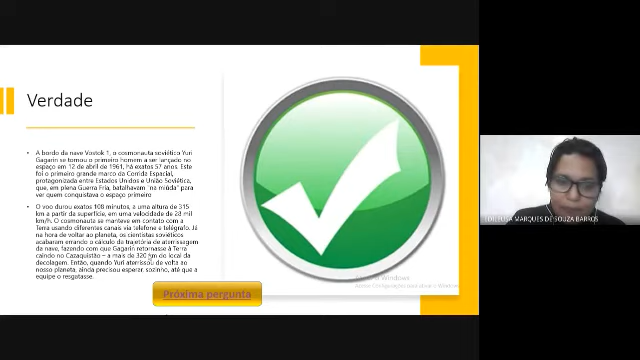 Verdade
A bordo da nave Vostok 1, o cosmonauta soviético Yuri
Gagarin se tornou o primeiro homem a ser lançado no
espaço em 12 de abril de 1961, há exatos 57 anos. Este
foi o primeiro grande marco da Corrida Espacial,
protagonizada entre Estados Unidos e União Soviética,
que, em plena Guerra Fria, batalhavam "na miúda" para
ver quem conquistava o espaço primeiro
O voo durou exatos 108 minutos, a uma altura de 315
km a partir da superfície, em uma velocidade de 28 mil
km/h. O cosmonauta se manteve em contato com a
Terra usando diferentes canais via telefone e telégrafo. Já
na hora de voltar ao planeta, os cientistas soviéticos
acabaram errando o cálculo da trajetória de aterrissagem
da nave, fazendo com que Gagarin retornasse à Terra
caindo no Cazaquistão – a mais de 320 km do local da
decolagem. Então, quando Yuri aterrissou de volta ao
nosso planeta, ainda precisou esperar, sozinho, até que a
equipe o resgatasse.
Próxima pergunta
Windows
MARQUES DE SOUZA BARROS